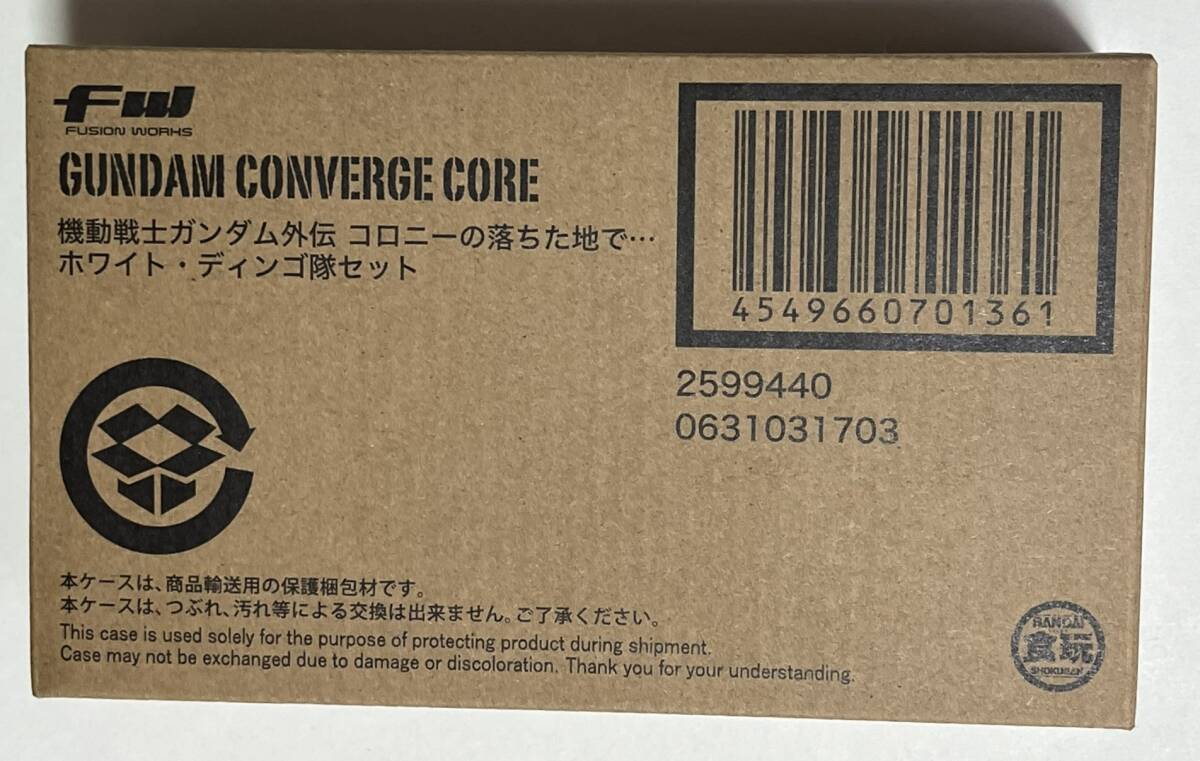 FW
FUSION WORKS
GUNDAM CONVERGE CORE
機動戦士ガンダム外伝 コロニーの落ちた地で…
ホワイト・ディンゴ隊セット
4549660701361
2599440
0631031703
本ケースは、商品輸送用の保護梱包材です。
本ケースは、つぶれ、汚れ等による交換は出来ません。ご了承ください。
This case is used solely for the purpose of protecting product during shipment.
Case may not be exchanged due to damage or discoloration. Thank you for your understanding.
BANDAI
食玩
SHOKUGAN